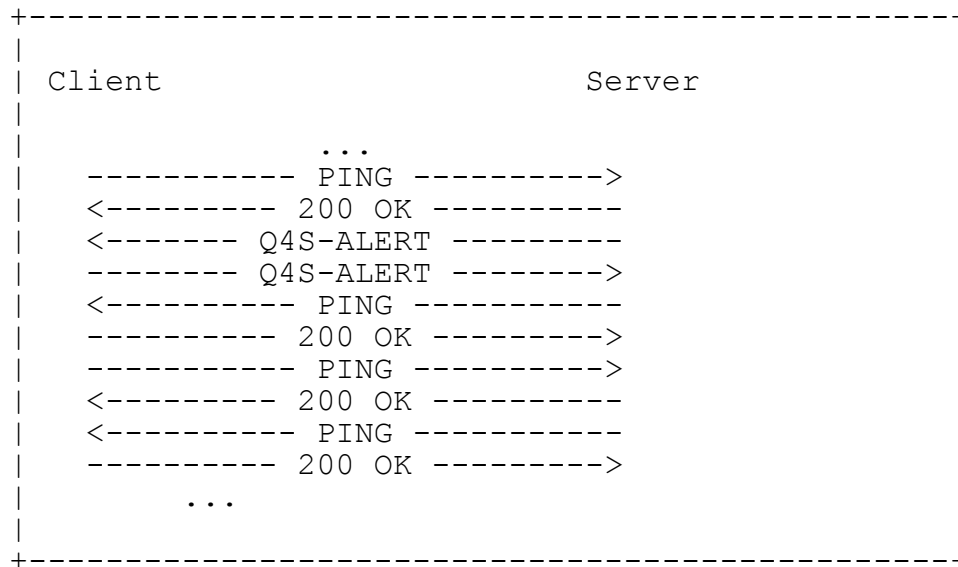 +------------------------------------------------
|
| Client                      Server
|
|              ...
|   ----------- PING ---------->
|   <--------- 200 OK ----------
|   <------- Q4S-ALERT ---------
|   -------- Q4S-ALERT -------->
|   <---------- PING -----------
|   ---------- 200 OK --------->
|   ----------- PING ---------->
|   <--------- 200 OK ----------
|   <---------- PING -----------
|   ---------- 200 OK --------->
|        ...
|
+------------------------------------------------